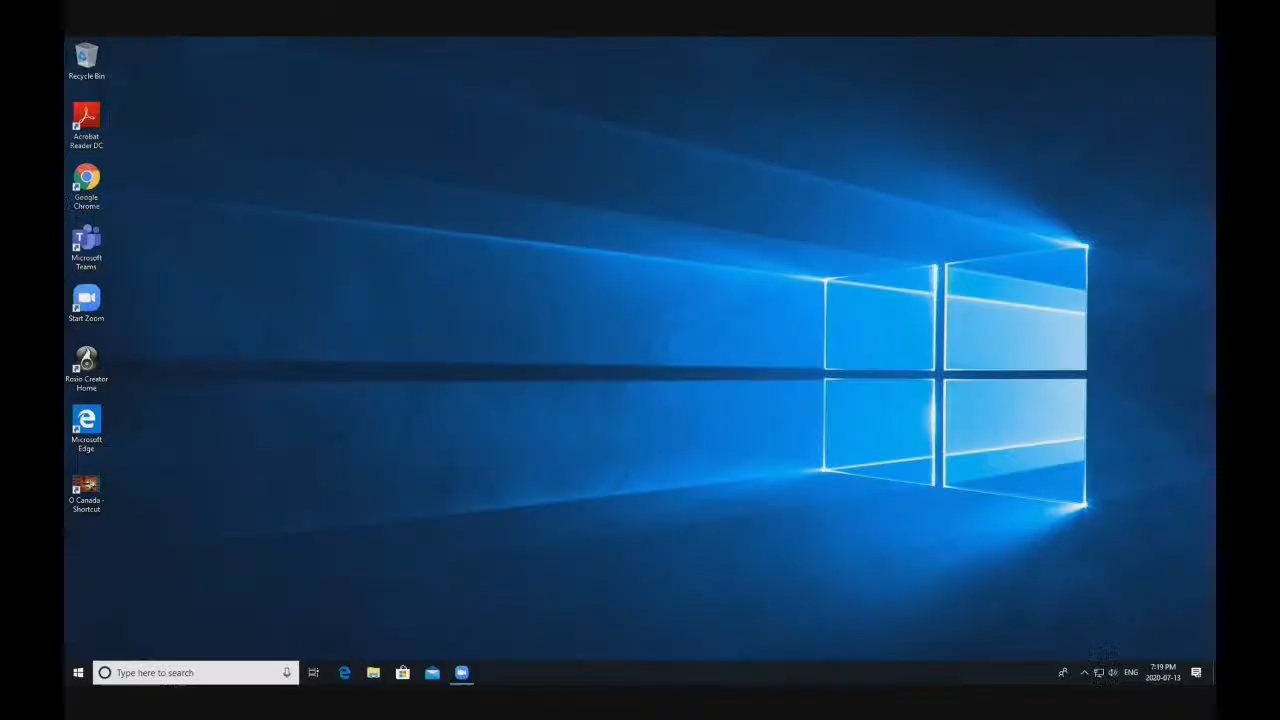 Recycle Bin
Acrobat
Reader DC
Google
Chrome
Microsoft
Teams
Start Zoom
Roxio Creator
Home
Microsoft
Edge
O Canada -
Shortcut
Type here to search
ENG
7:19 PM
2020-07-13